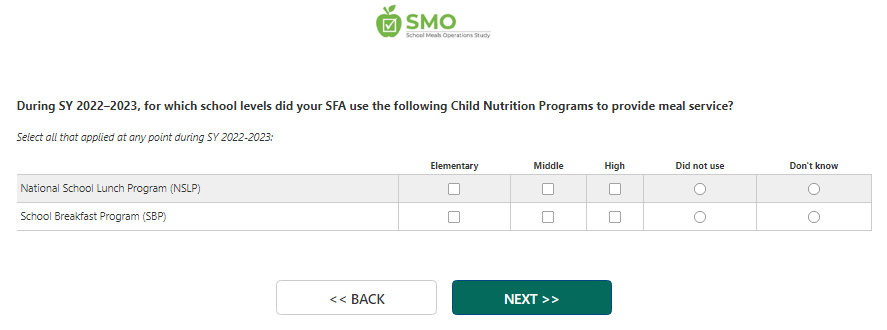 SMO
School Meals Operations Study
During SY 2022–2023, for which school levels did your SFA use the following Child Nutrition Programs to provide meal service?
Select all that applied at any point during SY 2022-2023:
Elementary Middle High Did not use Don't know
National School Lunch Program (NSLP)
School Breakfast Program (SBP)
<< BACK NEXT >>